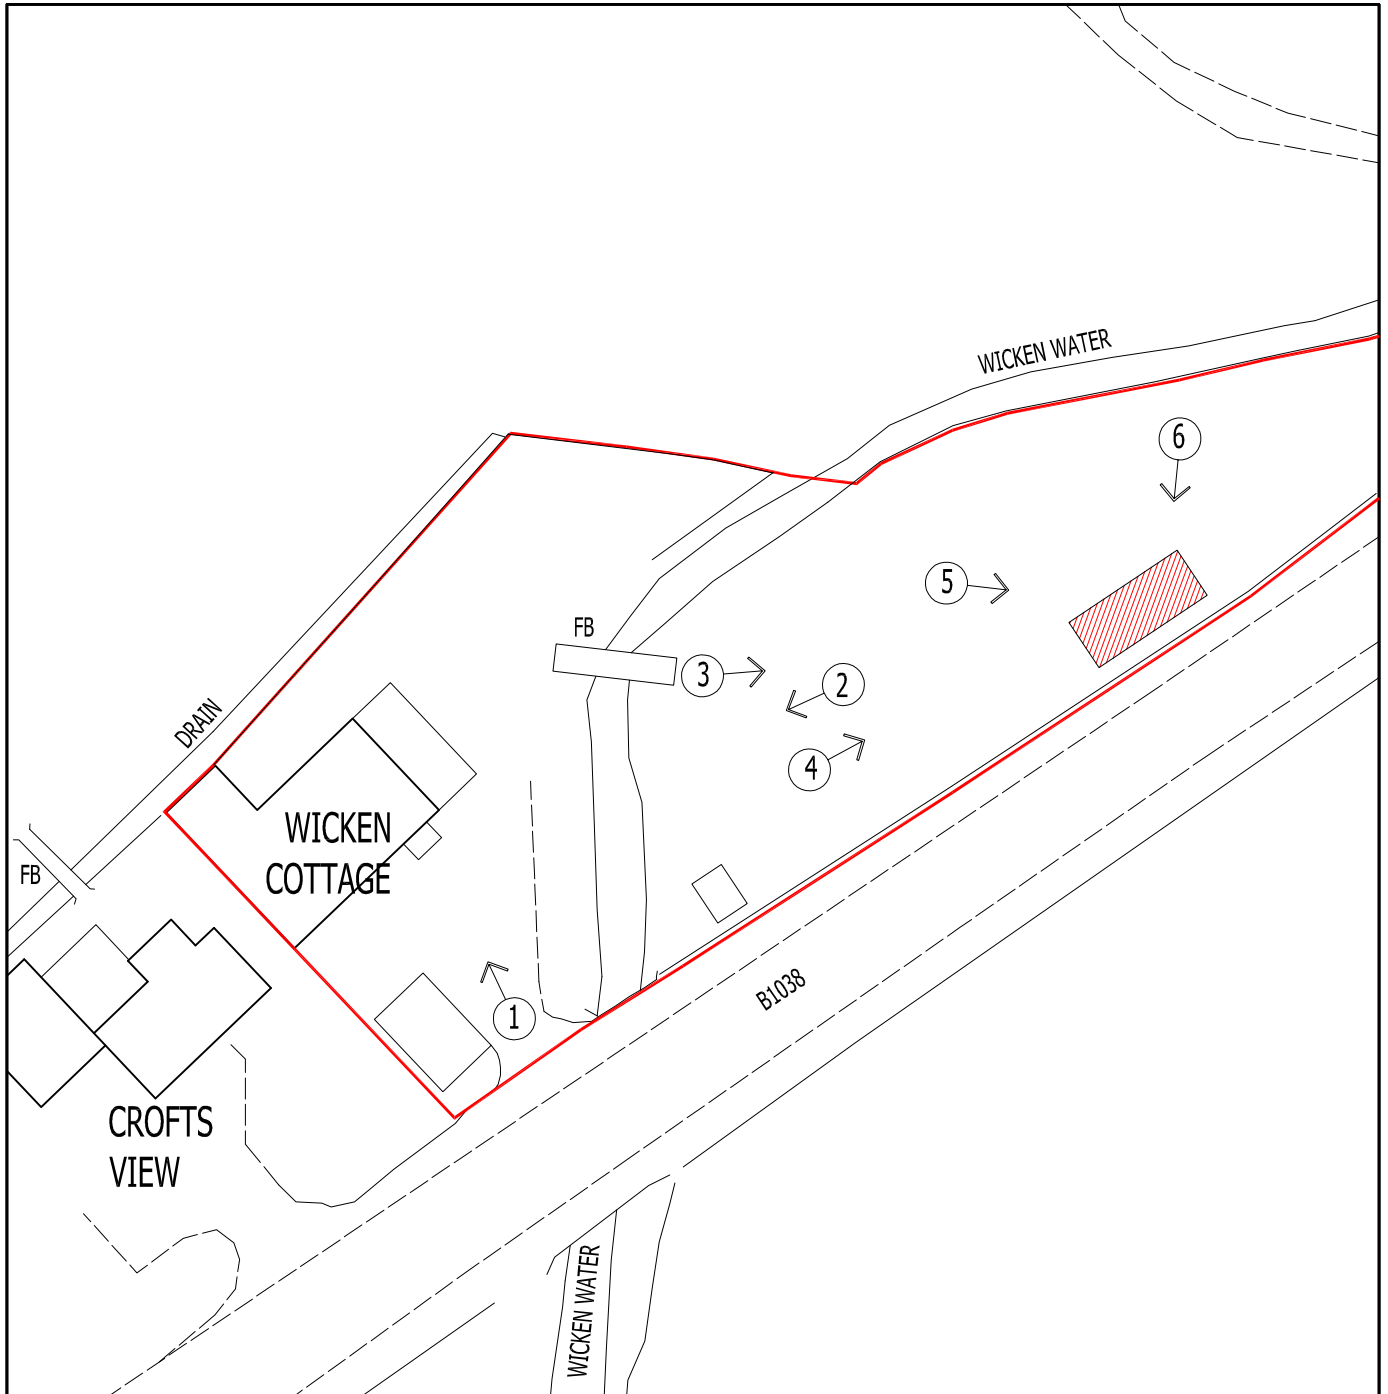 WICKEN WATER
6
5
FB
3
2
4
DRAIN
WICKEN
COTTAGE
FB
B1038
1
CROFTS
VIEW
WICKEN WATER